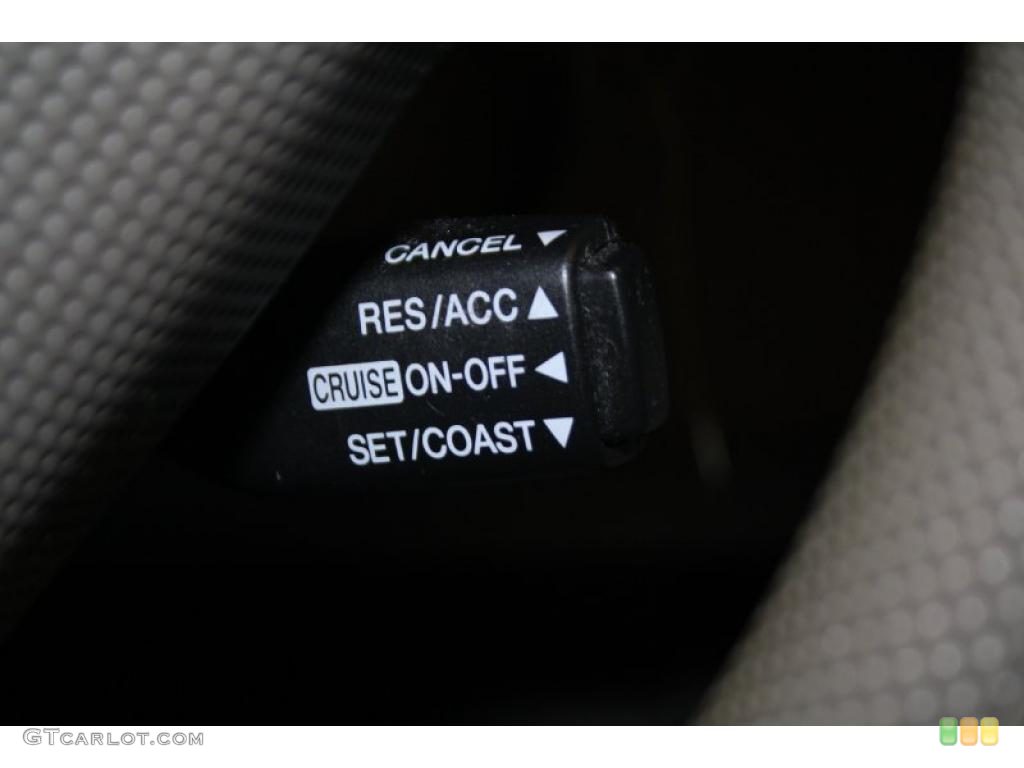 CANCEL
RES/ACC
CRUISE ON-OFF
SET/COAST
GTCARLOT.COM